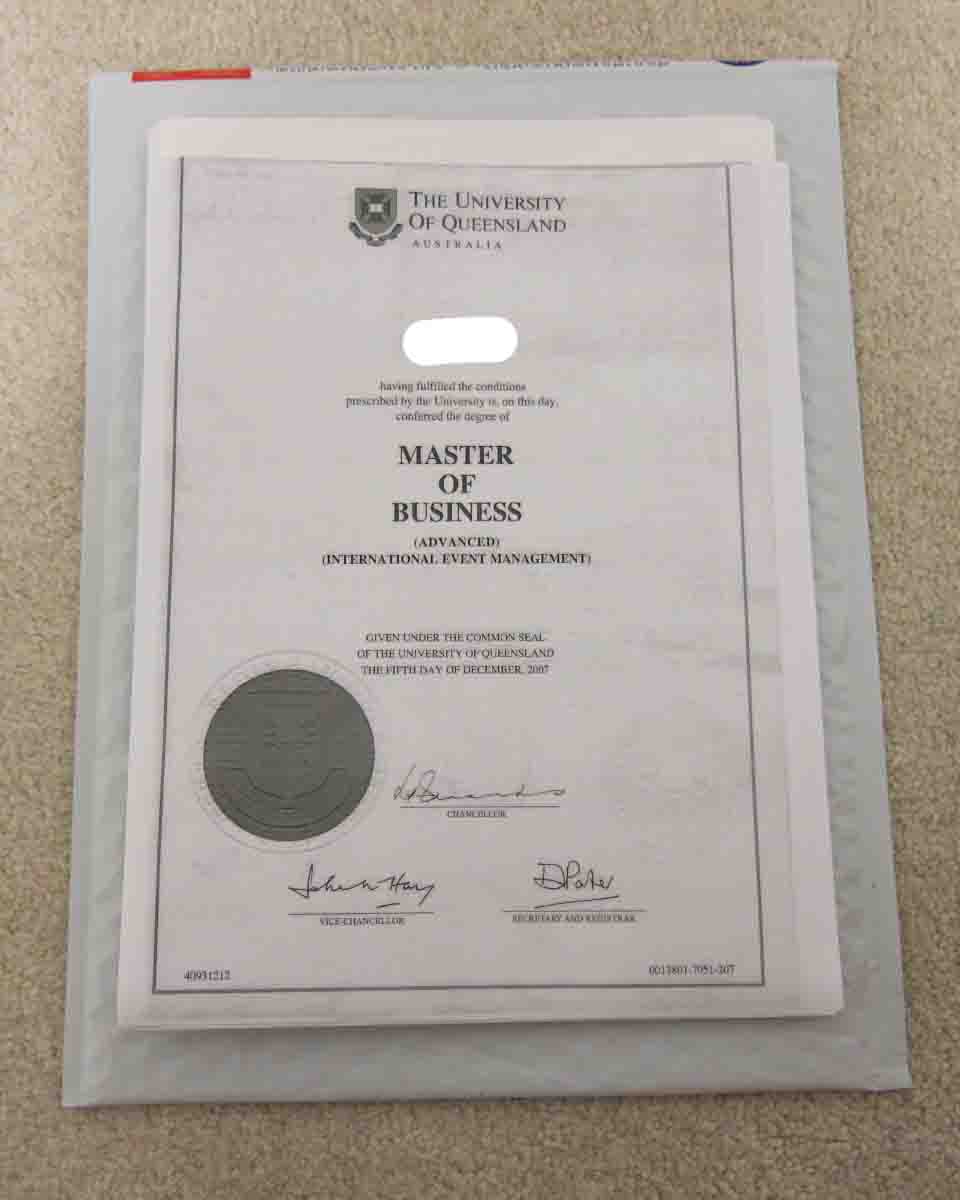 THE UNIVERSITY
OF QUEENSLAND
AUSTRALIA
having fulfilled the conditions
prescribed by the University is, on this day,
conferred the degree of
MASTER
OF
BUSINESS
(ADVANCED)
(INTERNATIONAL EVENT MANAGEMENT)
GIVEN UNDER THE COMMON SEAL
OF THE UNIVERSITY OF QUEENSLAND
THE FIFTH DAY OF DECEMBER, 2007
CHANCELLOR
VICE-CHANCELLOR
SECRETARY AND REGISTRAR
40931212
0013801-7051-307